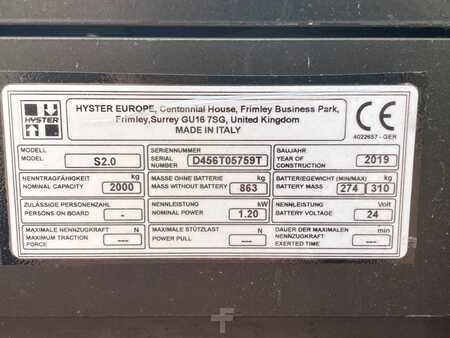 HYSTER
HYSTER EUROPE, Centennial House, Frimley Business Park,
Frimley,Surrey GU16 7SG, United Kingdom
MADE IN ITALY
CE
4022657 - GER
MODELL
MODEL
S2.0
SERIENNUMMER
SERIAL NUMBER
D456T05759T
BAUJAHR
YEAR OF CONSTRUCTION
2019
NENNTRAGFÄHIGKEIT kg
NOMINAL CAPACITY
2000
MASSE OHNE BATTERIE kg
MASS WITHOUT BATTERY
863
BATTERIEGEWICHT (MIN/MAX) kg
BATTERY MASS
274 310
ZULÄSSIGE PERSONENZAHL
PERSONS ON BOARD
-
NENNLEISTUNG kW
NOMINAL POWER
1.20
NENNLEISTUNG Volt
BATTERY VOLTAGE
24
MAXIMALE NENNZUGKRAFT N
MAXIMUM TRACTION FORCE
---
MAXIMALE STÜTZLAST N
POWER PULL
---
DAUER DER MAXIMALEN NENNZUGKRAFT min
EXERTED TIME
---